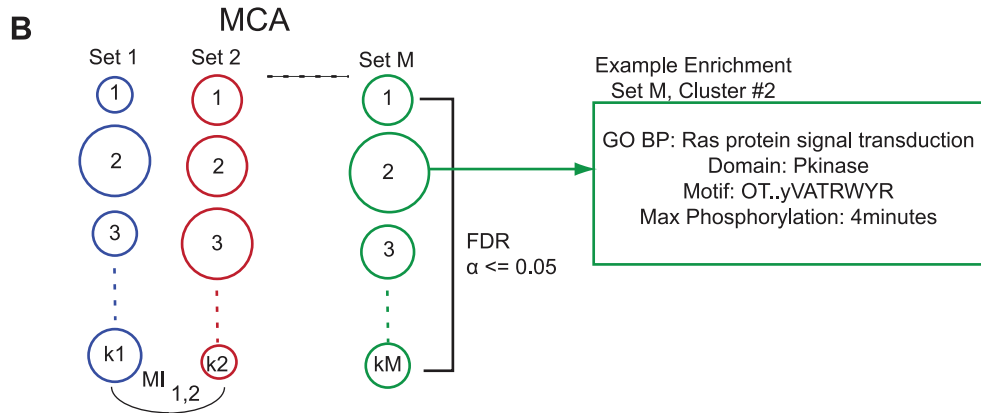 B
MCA
Set 1
Set 2
Set M
1
2
3
k1
1
2
3
k2
MI 1,2
1
2
3
kM
FDR
α <= 0.05
Example Enrichment
Set M, Cluster #2
GO BP: Ras protein signal transduction
Domain: Pkinase
Motif: OT..yVATRWYR
Max Phosphorylation: 4minutes